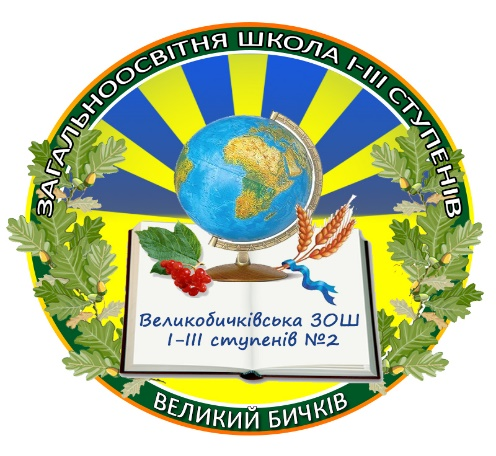 ЗАГАЛЬНООСВІТНЯ ШКОЛА І-ІІІ СТУПЕНІВ
Великобичківська ЗОШ
І-ІІІ ступенів №2
ВЕЛИКИЙ БИЧКІВ